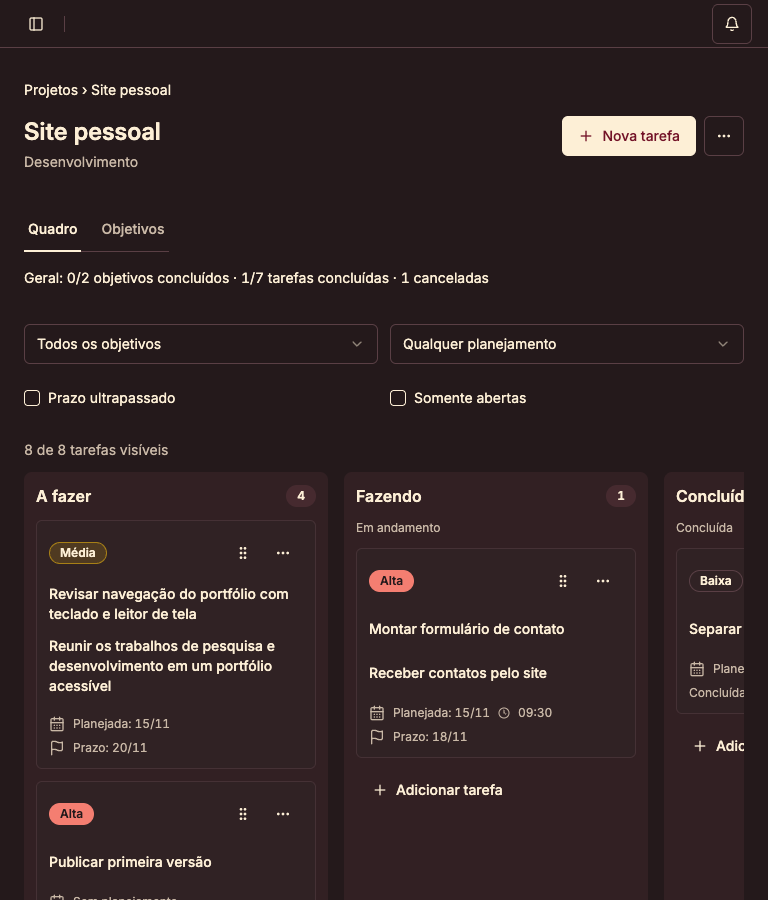 Projetos › Site pessoal
Site pessoal
Desenvolvimento
Nova tarefa
Quadro
Objetivos
Geral: 0/2 objetivos concluídos · 1/7 tarefas concluídas · 1 canceladas
Todos os objetivos
Qualquer planejamento
Prazo ultrapassado
Somente abertas
8 de 8 tarefas visíveis
A fazer
4
Média
Revisar navegação do portfólio com
teclado e leitor de tela
Reunir os trabalhos de pesquisa e
desenvolvimento em um portfólio
acessível
Planejada: 15/11
Prazo: 20/11
Alta
Publicar primeira versão
Fazendo
1
Em andamento
Alta
Montar formulário de contato
Receber contatos pelo site
Planejada: 15/11
09:30
Prazo: 18/11
Adicionar tarefa
Concluíd
Concluída
Baixa
Separar
Plane
Concluída
Adic